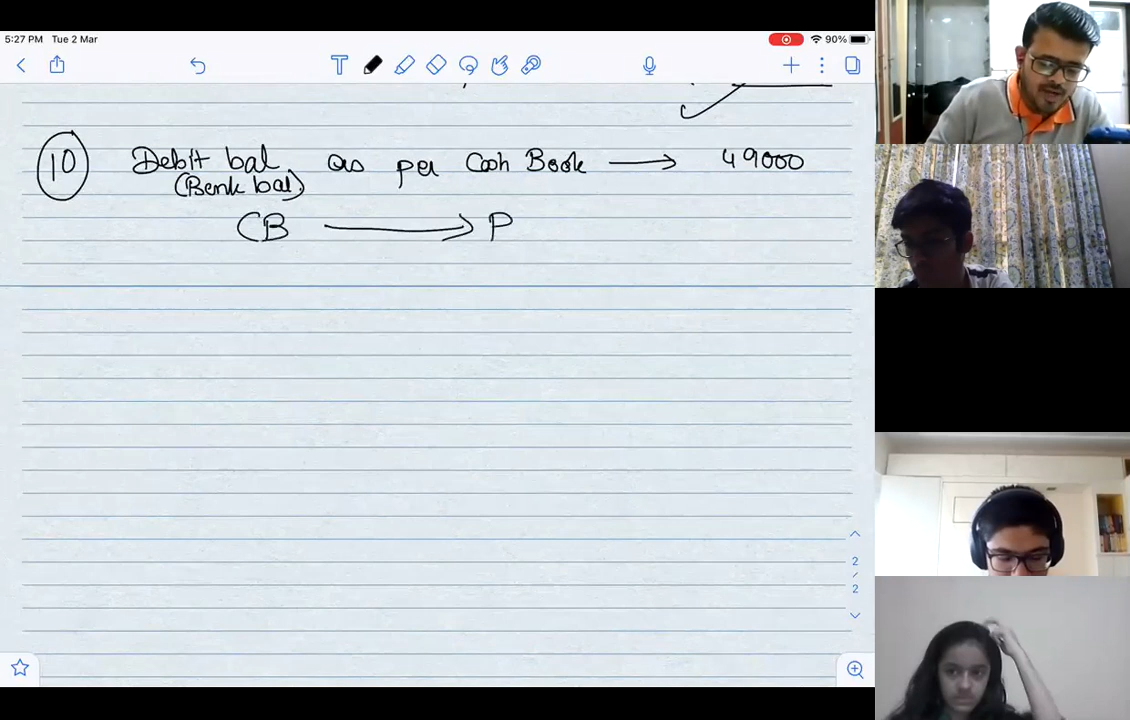 5:27 PM Tue 2 Mar
90%
T
10 Debit bal as per Cash Book → 49000
(Bank bal)
CB → P
2
/
2